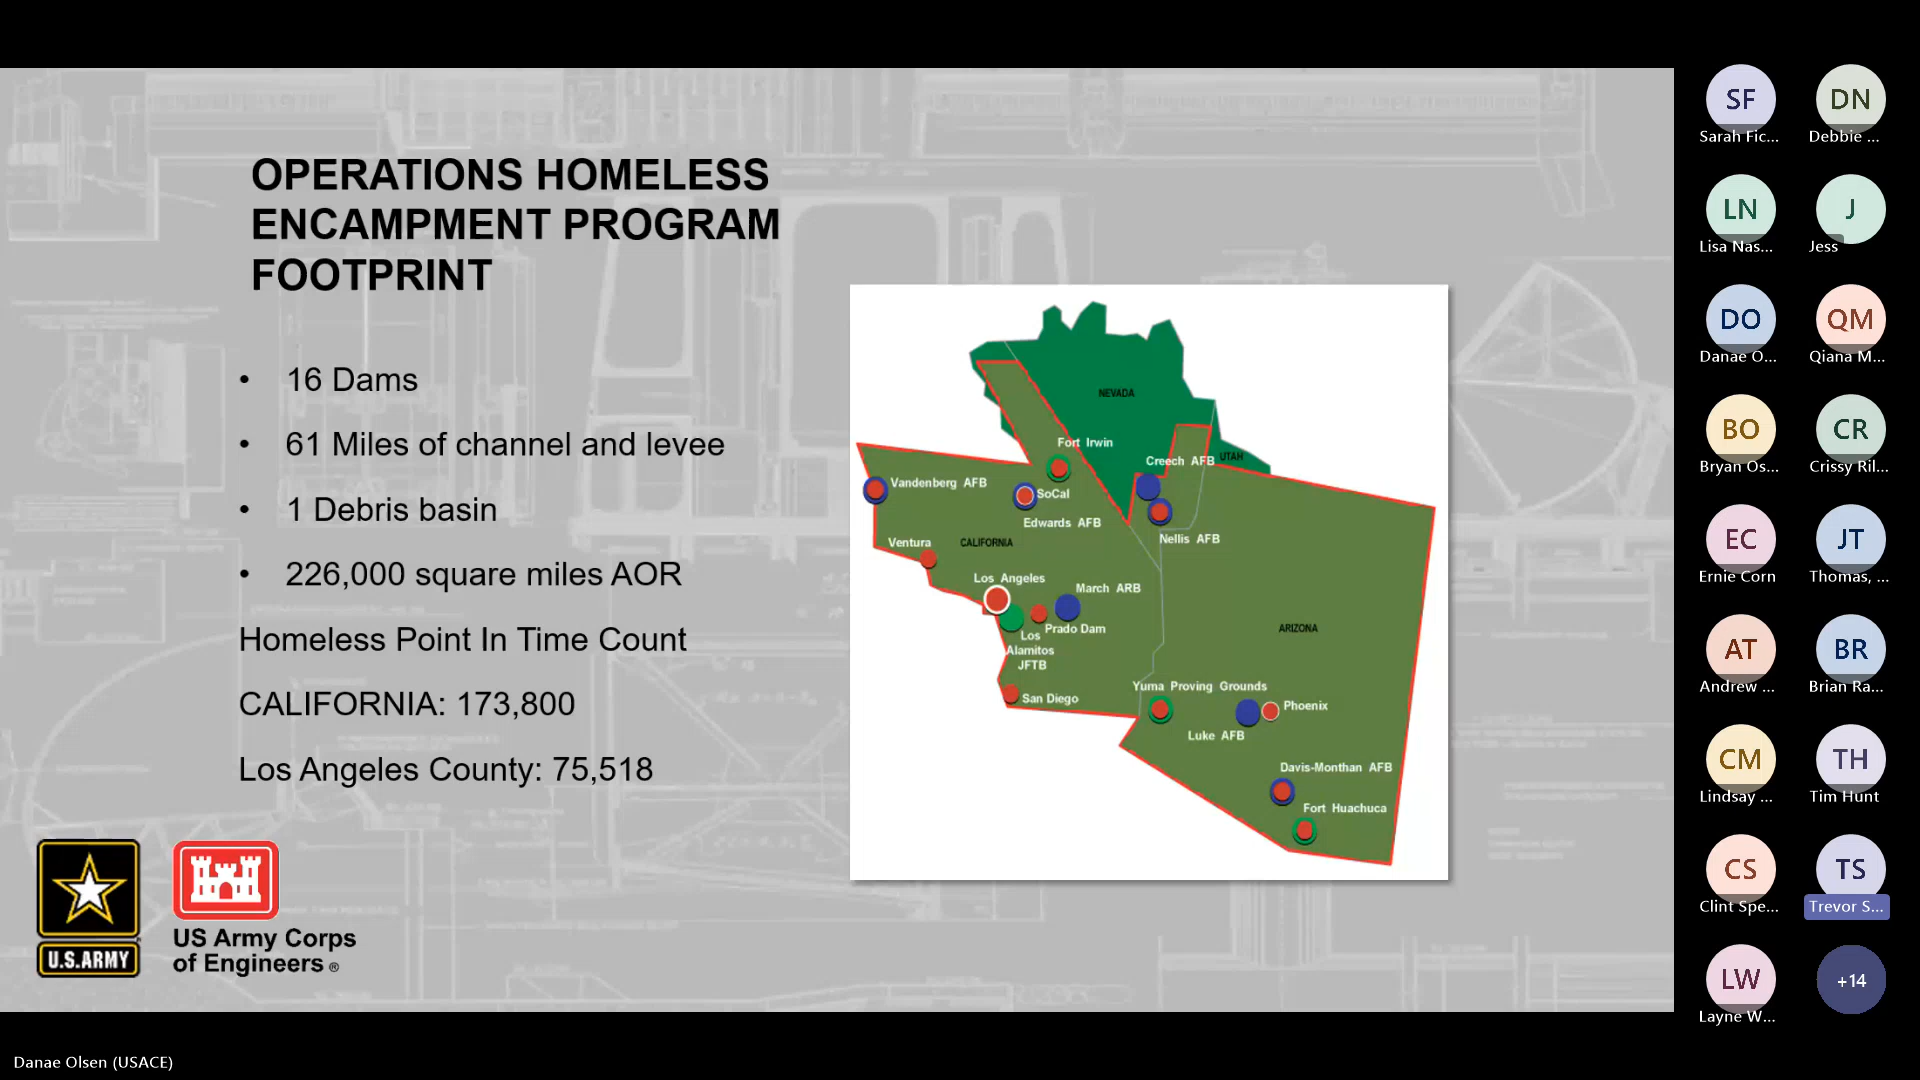 OPERATIONS HOMELESS
ENCAMPMENT PROGRAM
FOOTPRINT
• 16 Dams
• 61 Miles of channel and levee
• 1 Debris basin
• 226,000 square miles AOR
Homeless Point In Time Count
CALIFORNIA: 173,800
Los Angeles County: 75,518
NEVADA
UTAH
Fort Irwin
Creech AFB
Vandenberg AFB
SoCal
Edwards AFB
Nellis AFB
Ventura
CALIFORNIA
Los Angeles
March ARB
Prado Dam
Los
Alamitos
JFTB
ARIZONA
San Diego
Yuma Proving Grounds
Phoenix
Luke AFB
Davis-Monthan AFB
Fort Huachuca
U.S.ARMY
US Army Corps
of Engineers ®
SF
Sarah Fic...
DN
Debbie ...
LN
Lisa Nas...
J
Jess
DO
Danae O...
QM
Qiana M...
BO
Bryan Os...
CR
Crissy Ril...
EC
Ernie Corn
JT
Thomas, ...
AT
Andrew ...
BR
Brian Ra...
CM
Lindsay ...
TH
Tim Hunt
CS
Clint Spe...
TS
Trevor S...
LW
Layne W...
+14
Danae Olsen (USACE)